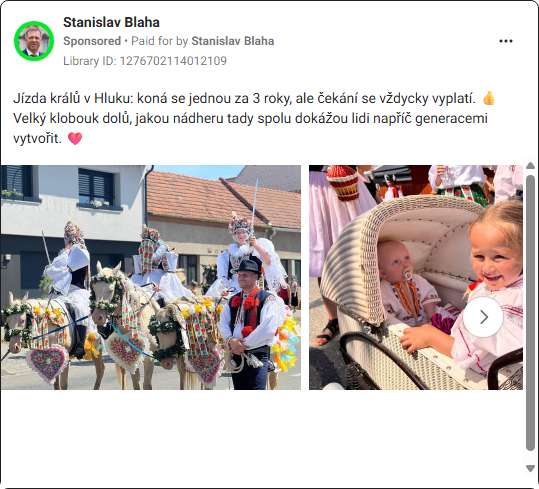 Stanislav Blaha
Sponsored • Paid for by Stanislav Blaha
Library ID: 1276702114012109
Jízda králů v Hluku: koná se jednou za 3 roky, ale čekání se vždycky vyplatí. 👍
Velký klobouk dolů, jakou nádheru tady spolu dokážou lidi napříč generacemi
vytvořit. 💗